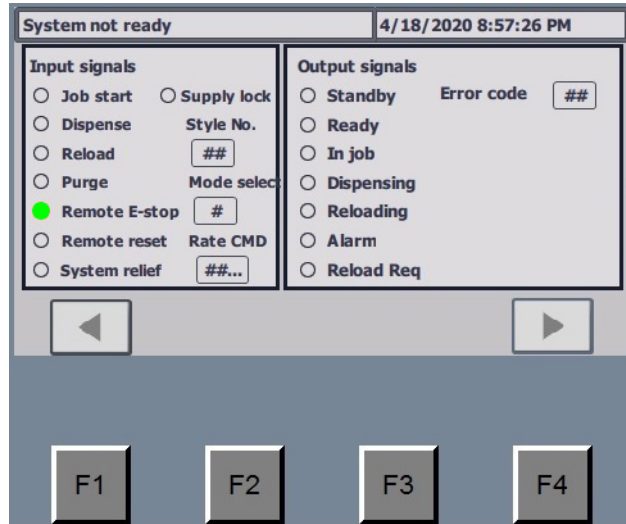 System not ready
4/18/2020 8:57:26 PM
Input signals
Job start
Supply lock
Dispense
Style No.
Reload
##
Purge
Mode selec
Remote E-stop
#
Remote reset
Rate CMD
System relief
##...
Output signals
Standby
Error code
##
Ready
In job
Dispensing
Reloading
Alarm
Reload Req
F1
F2
F3
F4